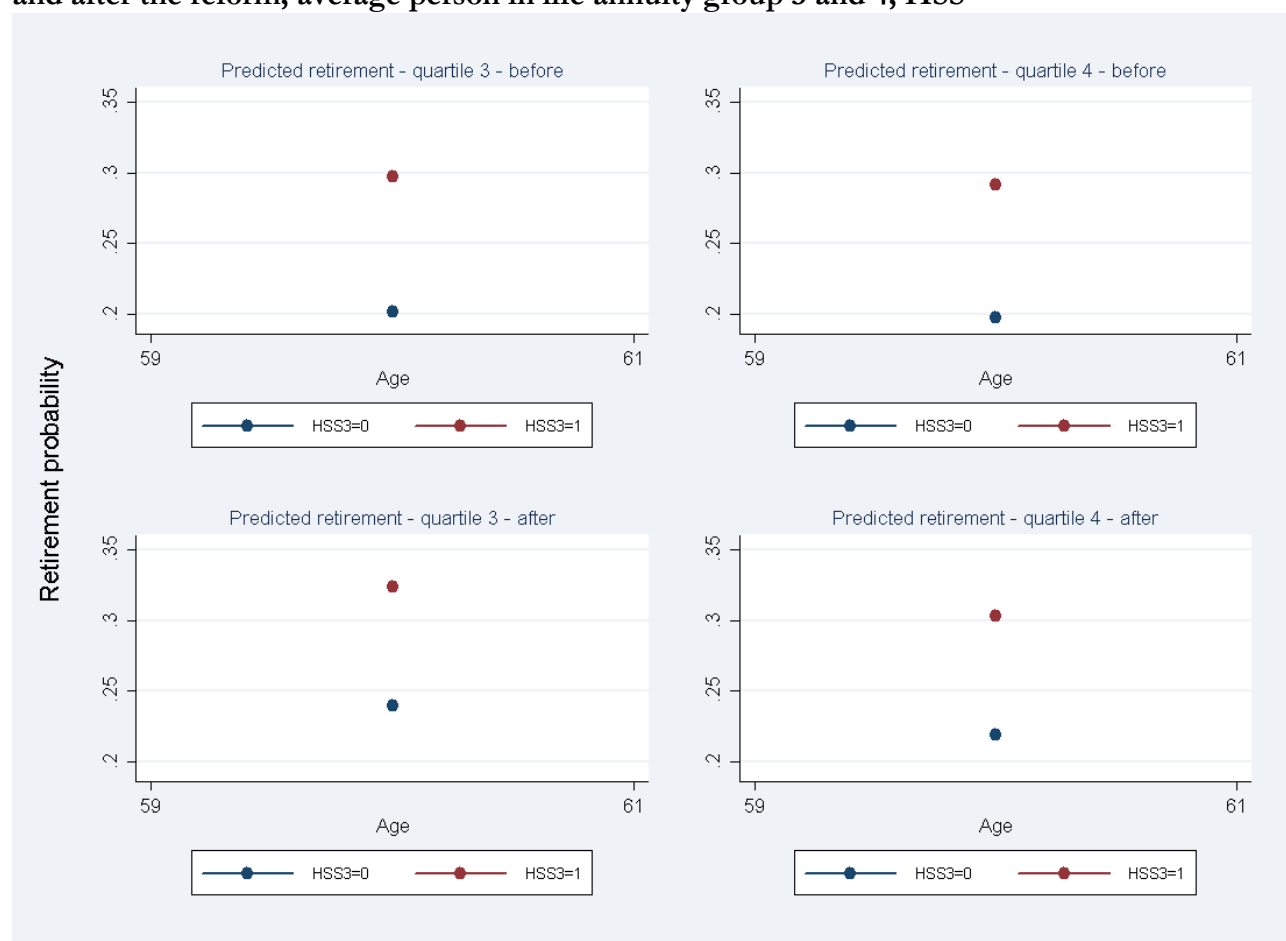 and after the reform, average person in life annuity group 3 and 4, HSS
Predicted retirement - quartile 3 - before
.35
.3
.25
.2
59
61
Age
HSS3=0
HSS3=1
Predicted retirement - quartile 4 - before
.35
.3
.25
.2
59
61
Age
HSS3=0
HSS3=1
Retirement probability
Predicted retirement - quartile 3 - after
.35
.3
.25
.2
59
61
Age
HSS3=0
HSS3=1
Predicted retirement - quartile 4 - after
.35
.3
.25
.2
59
61
Age
HSS3=0
HSS3=1